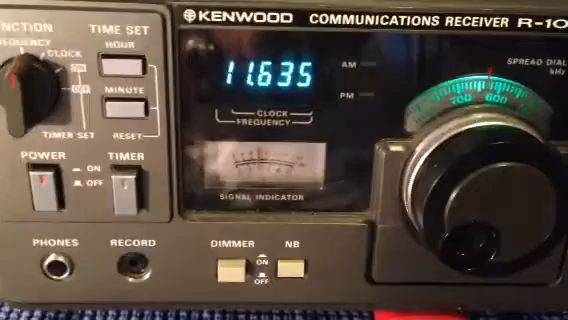 KENWOOD COMMUNICATIONS RECEIVER R-10
NCTION
FREQUENCY
CLOCK
ON
OFF
TIMER SET
TIME SET
HOUR
MINUTE
RESET
11.635
AM
PM
CLOCK
FREQUENCY
SPREAD DIAL
kHz
700 600
POWER
ON
OFF
TIMER
SIGNAL INDICATOR
PHONES
RECORD
DIMMER
NB
ON
OFF